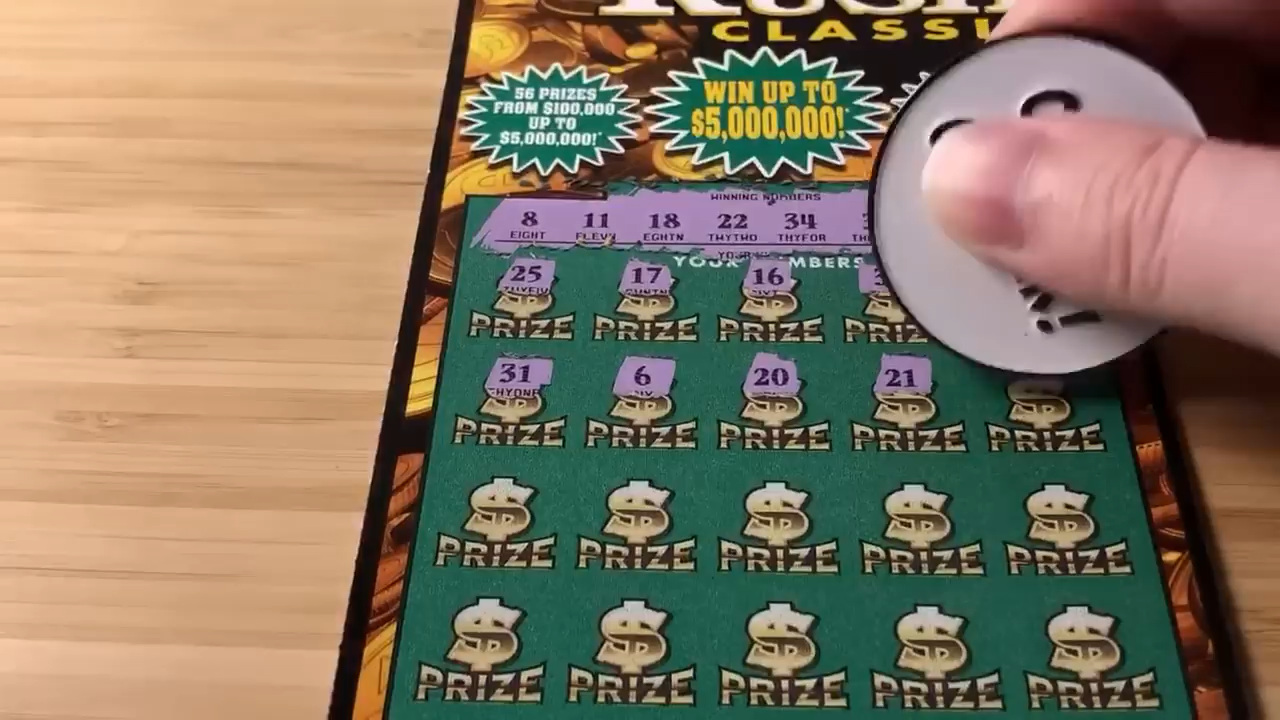 CLASSI
56 PRIZES
FROM $100,000
UP TO
$5,000,000!*
WIN UP TO
$5,000,000!*
WINNING NUMBERS
8 11 18 22 34
EIGHT ELEVN EGHTN TWYTWO THYFOR
YOUR NUMBERS
25 17 16
PRIZE PRIZE PRIZE
31 6 20 21
PRIZE PRIZE PRIZE PRIZE PRIZE
PRIZE PRIZE PRIZE PRIZE PRIZE
PRIZE PRIZE PRIZE PRIZE PRIZE